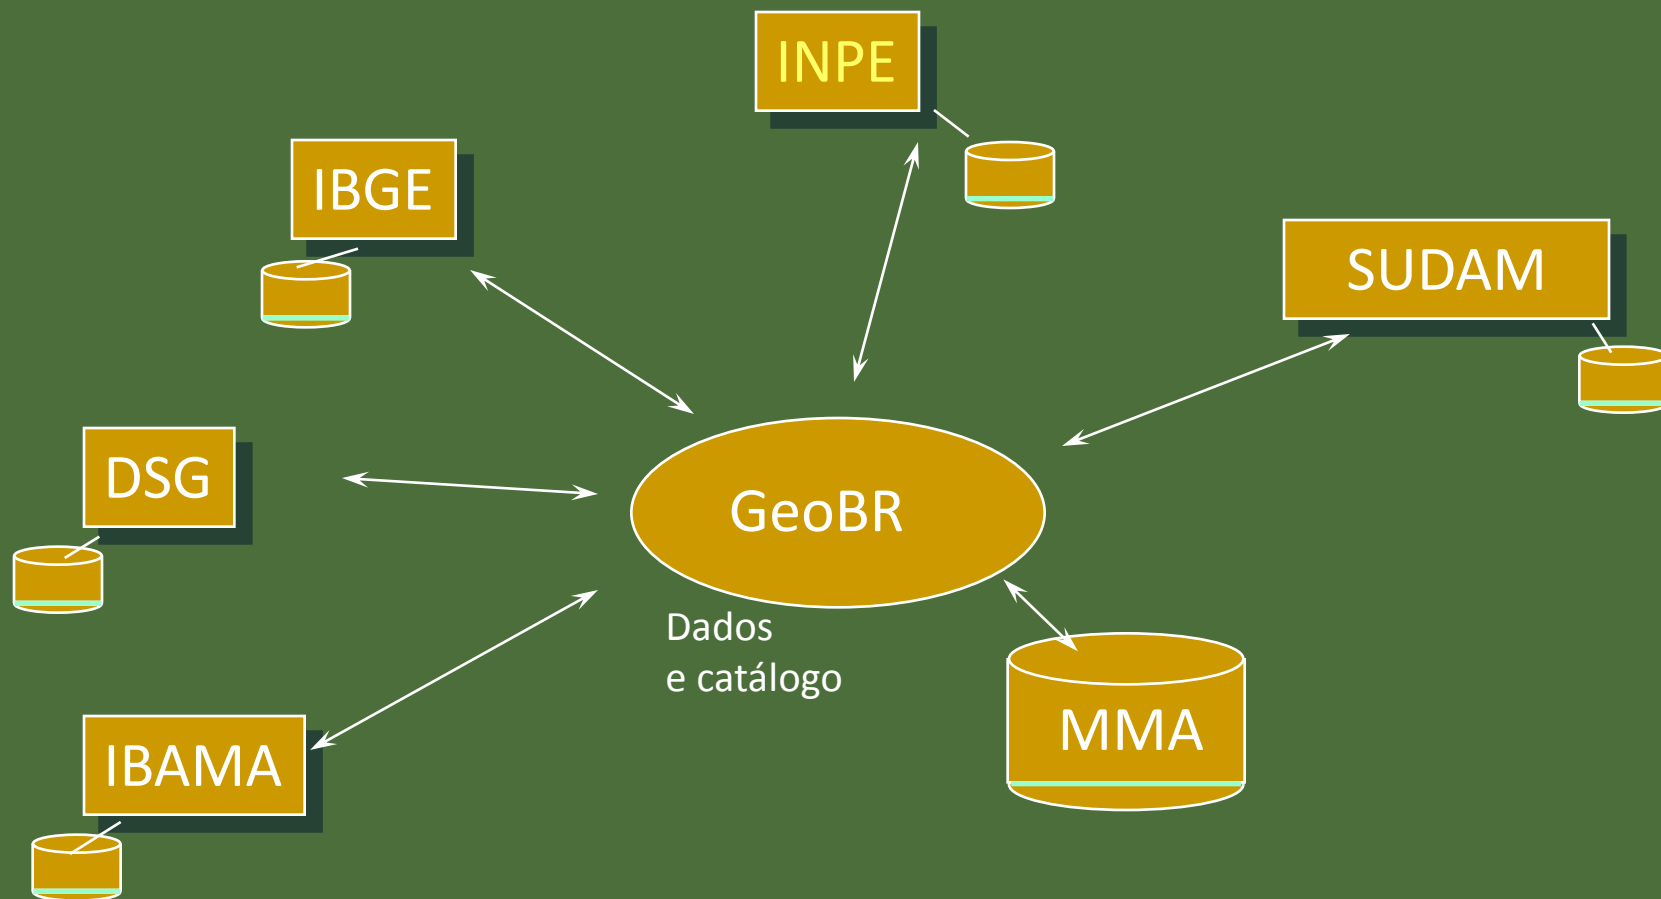 INPE
IBGE
SUDAM
DSG
GeoBR
Dados
e catálogo
MMA
IBAMA